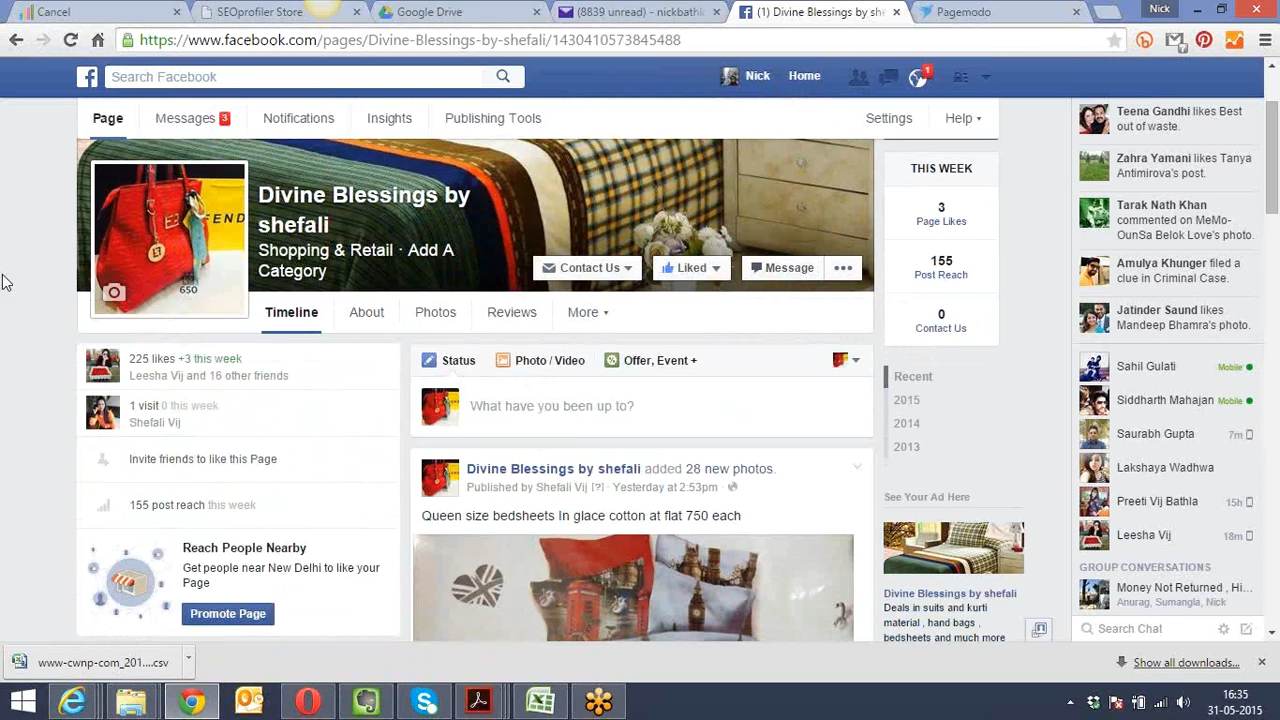 Cancel
SEOprofiler Store
Google Drive
(8839 unread) - nickbathk
(1) Divine Blessings by she
Pagemodo
Nick
https://www.facebook.com/pages/Divine-Blessings-by-shefali/1430410573845488
Search Facebook
Nick
Home
1
Page
Messages 3
Notifications
Insights
Publishing Tools
Settings
Help
Divine Blessings by
shefali
Shopping & Retail · Add A
Category
650
Contact Us
Liked
Message
Timeline
About
Photos
Reviews
More
THIS WEEK
3
Page Likes
155
Post Reach
0
Contact Us
225 likes +3 this week
Leesha Vij and 16 other friends
1 visit 0 this week
Shefali Vij
Invite friends to like this Page
155 post reach this week
Reach People Nearby
Get people near New Delhi to like your
Page
Promote Page
Status
Photo / Video
Offer, Event +
What have you been up to?
Divine Blessings by shefali added 28 new photos.
Published by Shefali Vij [?] · Yesterday at 2:53pm ·
Queen size bedsheets In glace cotton at flat 750 each
Recent
2015
2014
2013
See Your Ad Here
Divine Blessings by shefali
Deals in suits and kurti
material , hand bags ,
bedsheets and much more
Teena Gandhi likes Best
out of waste.
Zahra Yamani likes Tanya
Antimirova's post.
Tarak Nath Khan
commented on MeMo-
OunSa Belok Love's photo.
Amulya Khunger filed a
clue in Criminal Case.
Jatinder Saund likes
Mandeep Bhamra's photo.
Sahil Gulati Mobile
Siddharth Mahajan Mobile
Saurabh Gupta 7m
Lakshaya Wadhwa
Preeti Vij Bathla 15h
Leesha Vij 18m
GROUP CONVERSATIONS
Money Not Returned , Hi...
Anurag, Sumangla, Nick
Search Chat
www-cwnp-com_201....csv
Show all downloads...
16:35
31-05-2015